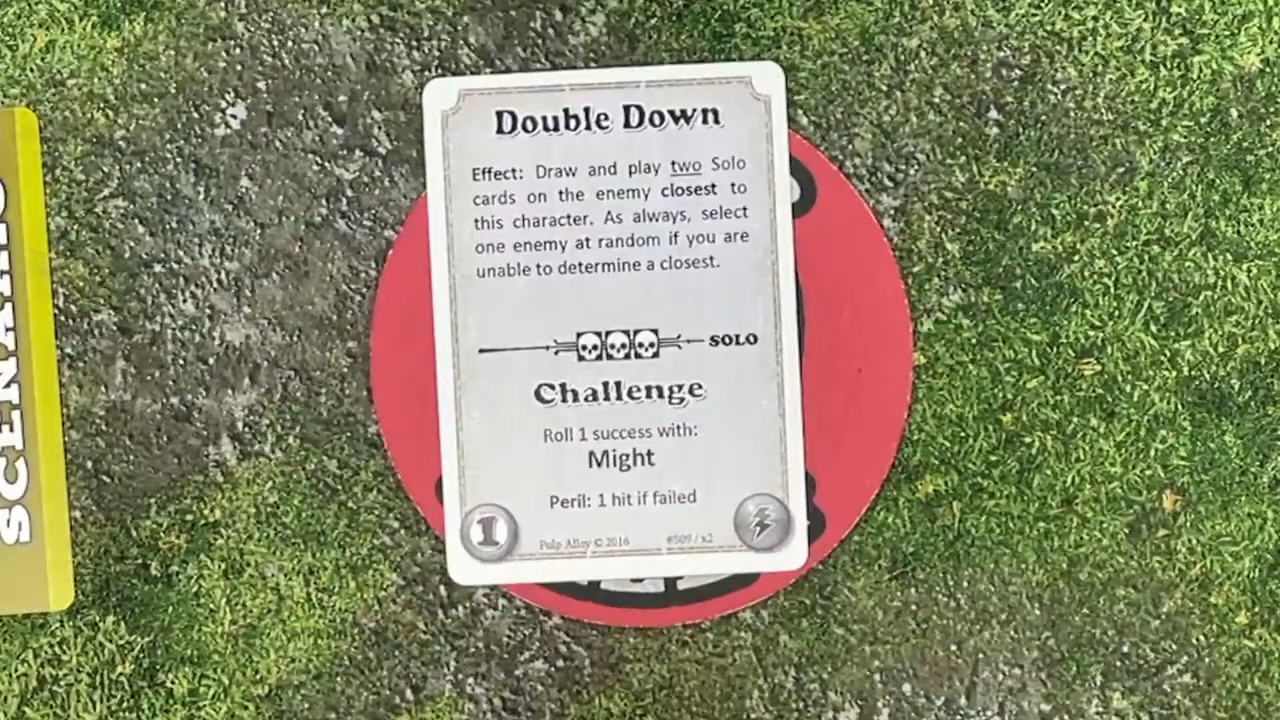 Double Down
Effect: Draw and play two Solo
cards on the enemy closest to
this character. As always, select
one enemy at random if you are
unable to determine a closest.
SOLO
Challenge
Roll 1 success with:
Might
Peril: 1 hit if failed
1
Pulp Alley © 2016 #509 / x2
SCENARIO